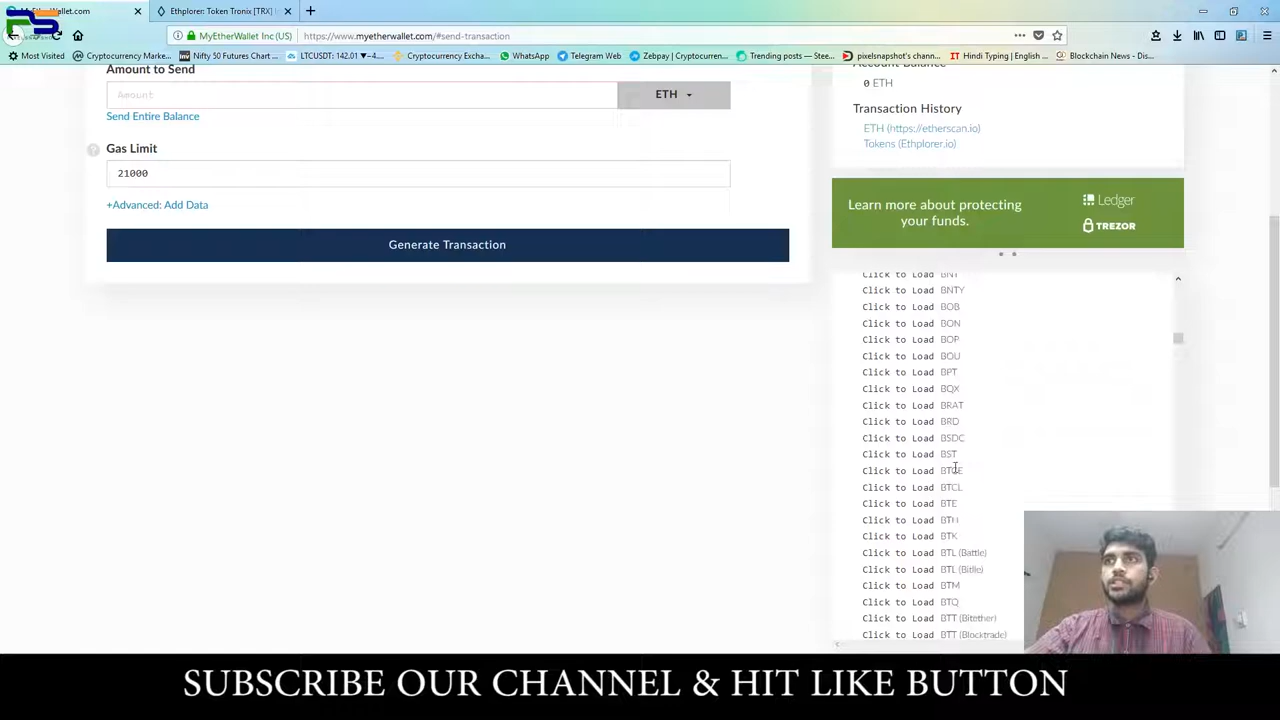 MyEtherWallet.com
Ethplorer: Token Tronix [TRX]
MyEtherWallet Inc (US)
https://www.myetherwallet.com/#send-transaction
Most Visited
Cryptocurrency Marke...
Nifty 50 Futures Chart ...
LTCUSDT: 142.01 ▼−4....
Cryptocurrency Excha...
WhatsApp
Telegram Web
Zebpay (Cryptocurren...
Trending posts — Stee...
pixelsnapshot's chann...
Hindi Typing | English ...
Blockchain News - Dis...
Amount to Send
Amount
ETH
Send Entire Balance
Gas Limit
21000
+Advanced: Add Data
Generate Transaction
Account Balance
0 ETH
Transaction History
ETH (https://etherscan.io)
Tokens (Ethplorer.io)
Learn more about protecting
your funds.
Ledger
TREZOR
Click to Load BNT
Click to Load BNTY
Click to Load BOB
Click to Load BON
Click to Load BOP
Click to Load BOU
Click to Load BPT
Click to Load BQX
Click to Load BRAT
Click to Load BRD
Click to Load BSDC
Click to Load BST
Click to Load
Click to Load BTCL
Click to Load BTE
Click to Load BTH
Click to Load BTK
Click to Load BTL (Battle)
Click to Load BTL (Bitlle)
Click to Load BTM
Click to Load BTQ
Click to Load BTT (Bitether)
Click to Load BTT (Blocktrade)
SUBSCRIBE OUR CHANNEL & HIT LIKE BUTTON